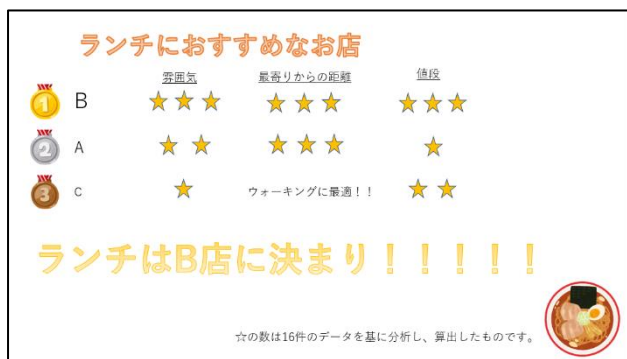 ランチにおすすめなお店
雰囲気 最寄りからの距離 値段
1 B ★★★ ★★★ ★★★
2 A ★★ ★★★ ★
3 C ★ ウォーキングに最適！！ ★★
ランチはB店に決まり！！！！！
☆の数は16件のデータを基に分析し、算出したものです。